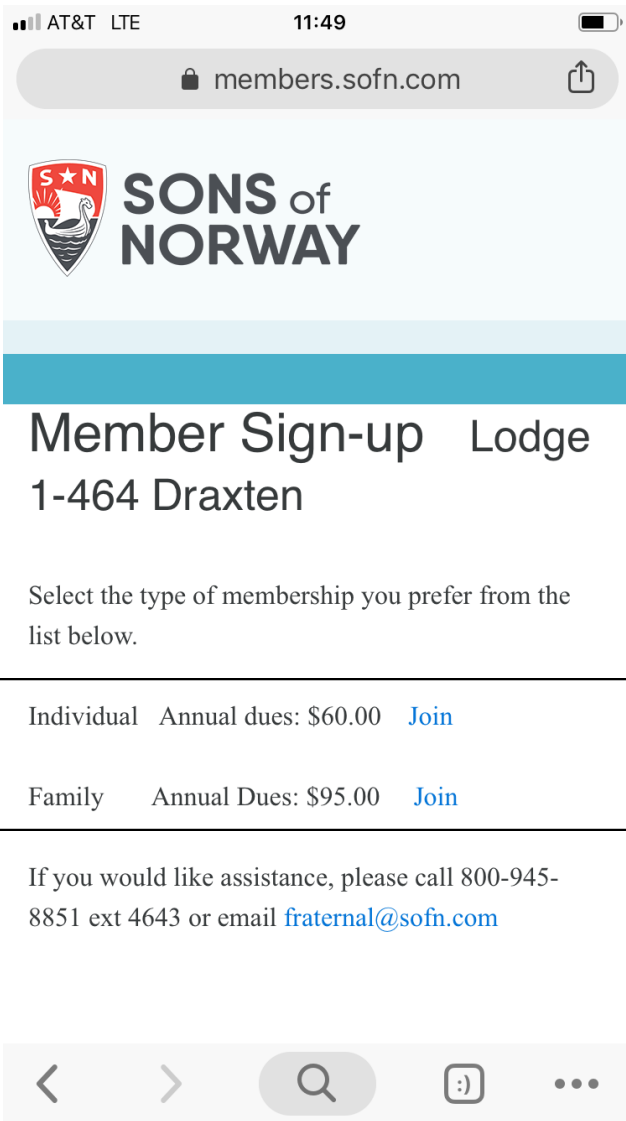 AT&T LTE 11:49
members.sofn.com
S★N
SONS of
NORWAY
Member Sign-up Lodge
1-464 Draxten
Select the type of membership you prefer from the
list below.
Individual Annual dues: $60.00 Join
Family Annual Dues: $95.00 Join
If you would like assistance, please call 800-945-
8851 ext 4643 or email fraternal@sofn.com
:)